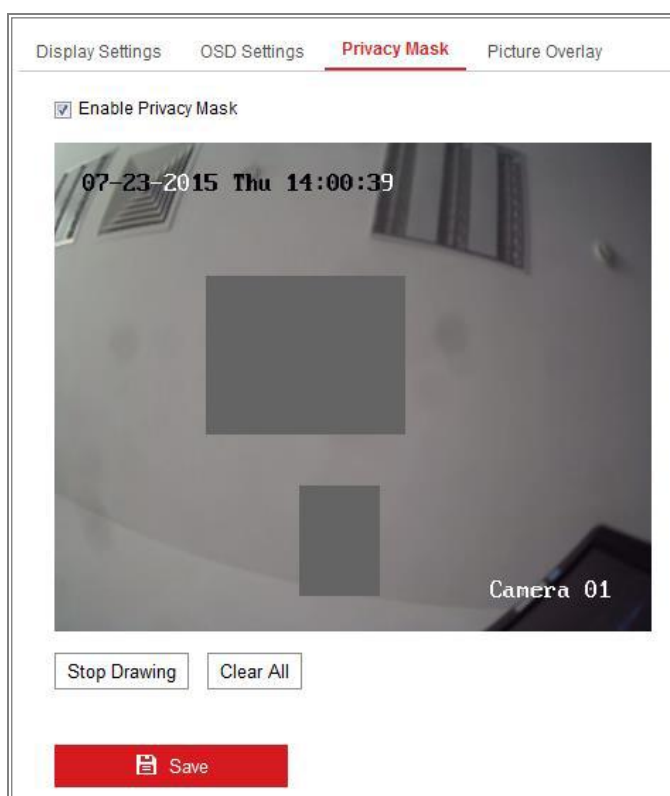 Display Settings OSD Settings Privacy Mask Picture Overlay
Enable Privacy Mask
07-23-2015 Thu 14:00:39
Camera 01
Stop Drawing Clear All
Save